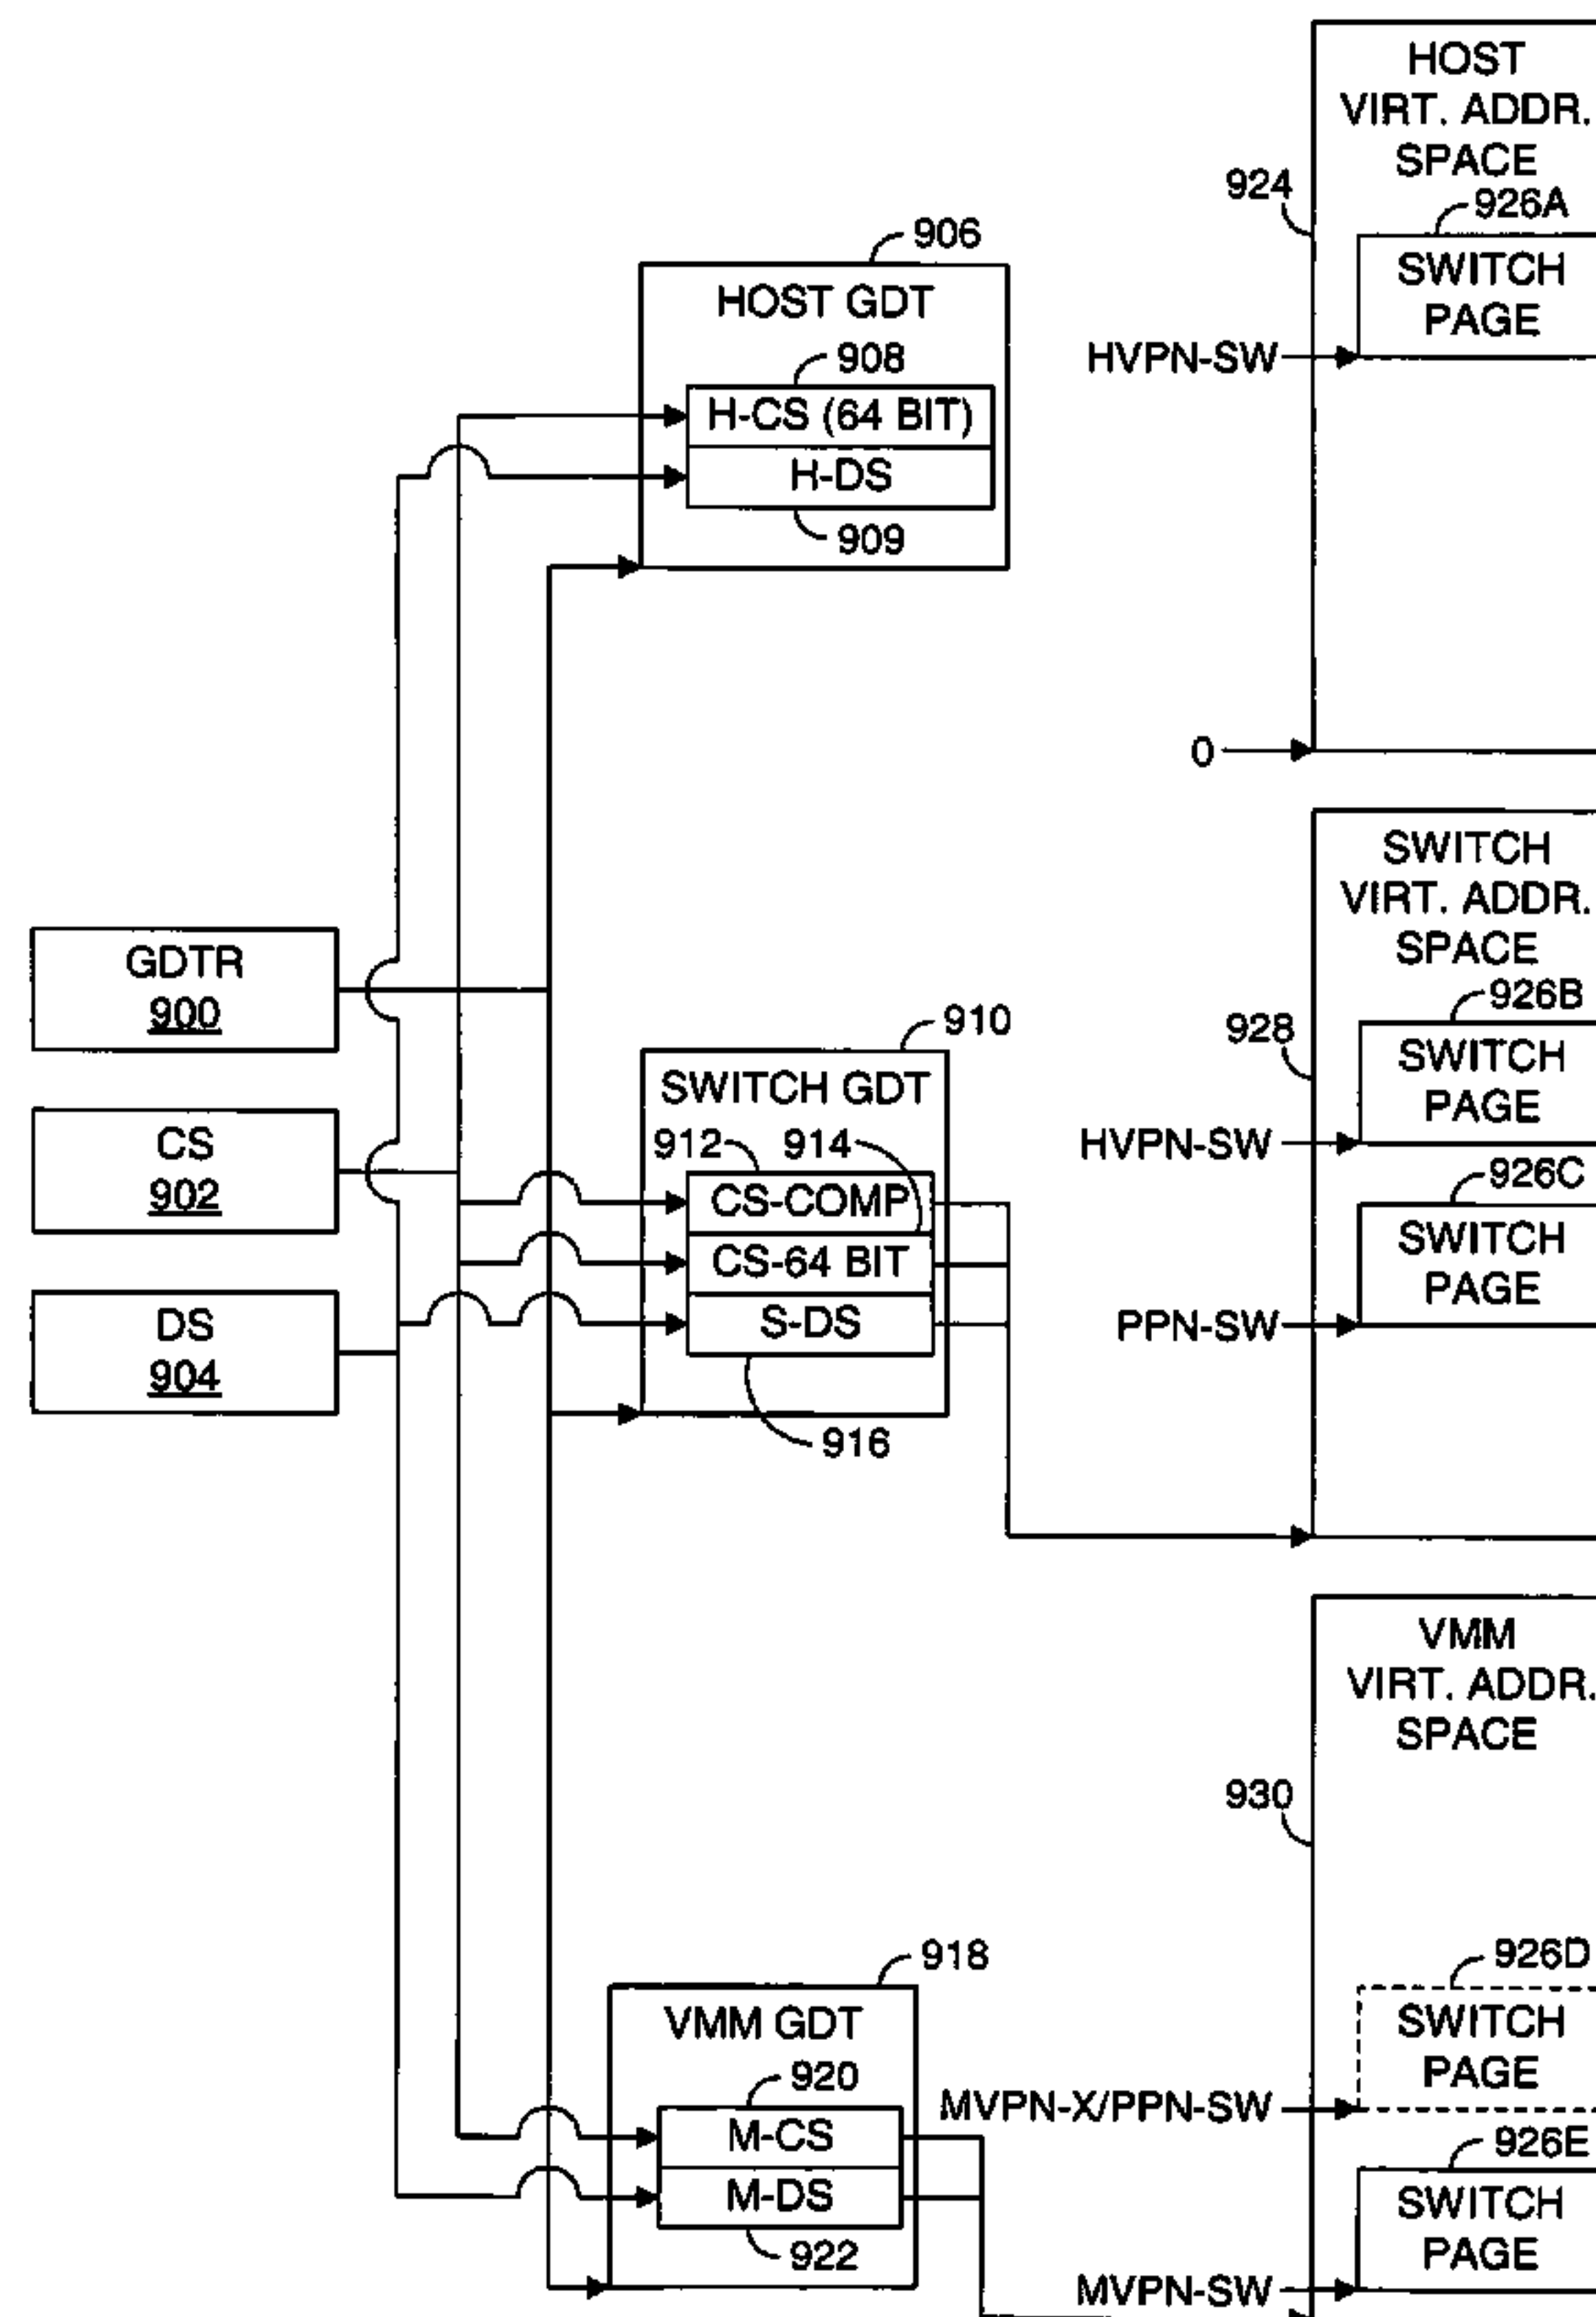 HOST
VIRT. ADDR.
SPACE
924
926A
SWITCH
PAGE
HVPN-SW
0
906
HOST GDT
908
H-CS (64 BIT)
H-DS
909
GDTR
900
CS
902
DS
904
910
SWITCH GDT
912
914
CS-COMP
CS-64 BIT
S-DS
916
SWITCH
VIRT. ADDR.
SPACE
928
926B
SWITCH
PAGE
HVPN-SW
926C
SWITCH
PAGE
PPN-SW
VMM
VIRT. ADDR.
SPACE
930
918
VMM GDT
920
M-CS
M-DS
922
926D
SWITCH
PAGE
MVPN-X/PPN-SW
926E
SWITCH
PAGE
MVPN-SW